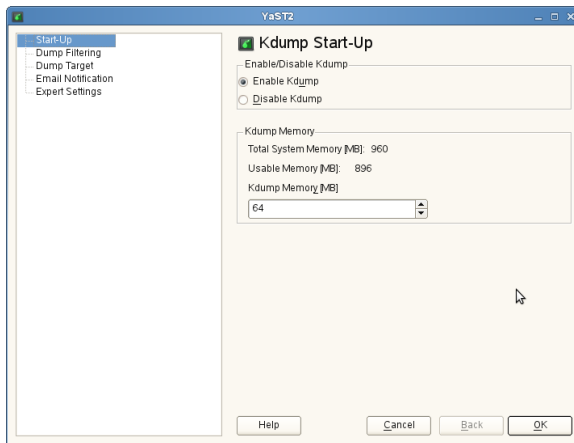 YaST2
Start-Up
Dump Filtering
Dump Target
Email Notification
Expert Settings
Kdump Start-Up
Enable/Disable Kdump
Enable Kdump
Disable Kdump
Kdump Memory
Total System Memory [MB]: 960
Usable Memory [MB]: 896
Kdump Memory [MB]
64
Help
Cancel
Back
OK